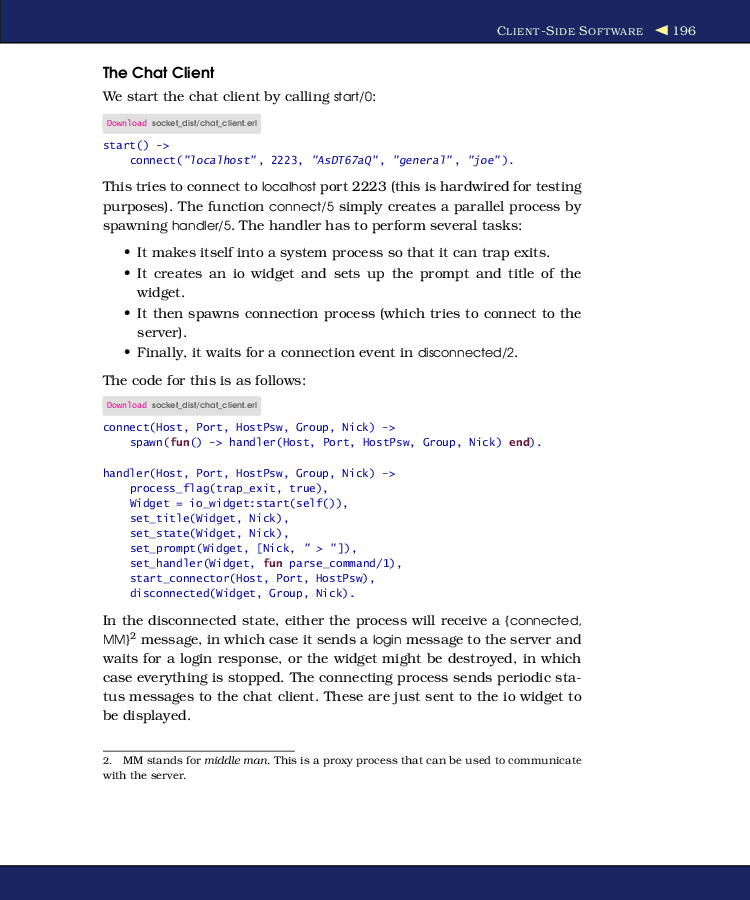 CLIENT-SIDE SOFTWARE ◀ 196
The Chat Client
We start the chat client by calling start/0:
Download socket_dist/chat_client.erl
start() ->
    connect("localhost", 2223, "AsDT67aQ", "general", "joe").
This tries to connect to localhost port 2223 (this is hardwired for testing
purposes). The function connect/5 simply creates a parallel process by
spawning handler/5. The handler has to perform several tasks:
• It makes itself into a system process so that it can trap exits.
• It creates an io widget and sets up the prompt and title of the
widget.
• It then spawns connection process (which tries to connect to the
server).
• Finally, it waits for a connection event in disconnected/2.
The code for this is as follows:
Download socket_dist/chat_client.erl
connect(Host, Port, HostPsw, Group, Nick) ->
    spawn(fun() -> handler(Host, Port, HostPsw, Group, Nick) end).
handler(Host, Port, HostPsw, Group, Nick) ->
    process_flag(trap_exit, true),
    Widget = io_widget:start(self()),
    set_title(Widget, Nick),
    set_state(Widget, Nick),
    set_prompt(Widget, [Nick, " > "]),
    set_handler(Widget, fun parse_command/1),
    start_connector(Host, Port, HostPsw),
    disconnected(Widget, Group, Nick).
In the disconnected state, either the process will receive a {connected,
MM}2 message, in which case it sends a login message to the server and
waits for a login response, or the widget might be destroyed, in which
case everything is stopped. The connecting process sends periodic sta-
tus messages to the chat client. These are just sent to the io widget to
be displayed.
2. MM stands for middle man. This is a proxy process that can be used to communicate
with the server.